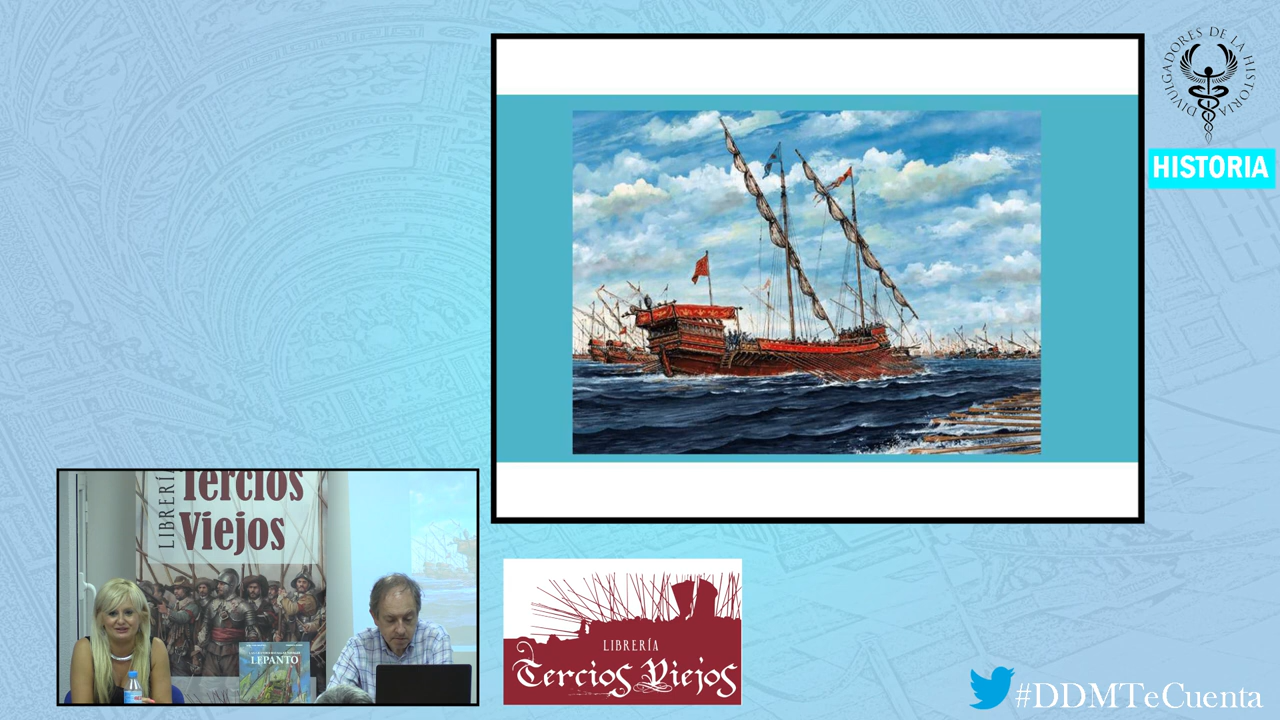 DIVULGADORES DE LA HISTORIA
HISTORIA
LIBRERÍA
Tercios
Viejos
LEPANTO
LIBRERÍA
Tercios Viejos
#DDMTeCuenta